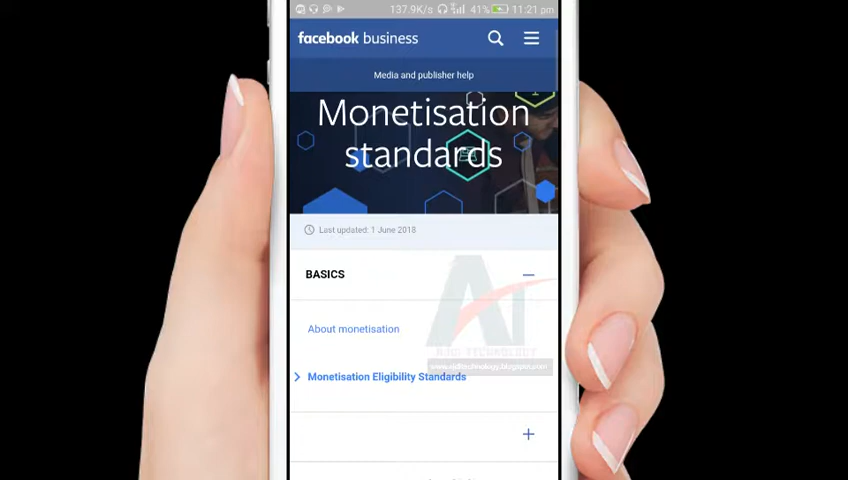 137.9K/s 41% 11:21 pm
facebook business
Media and publisher help
Monetisation
standards
Last updated: 1 June 2018
BASICS
About monetisation
Monetisation Eligibility Standards